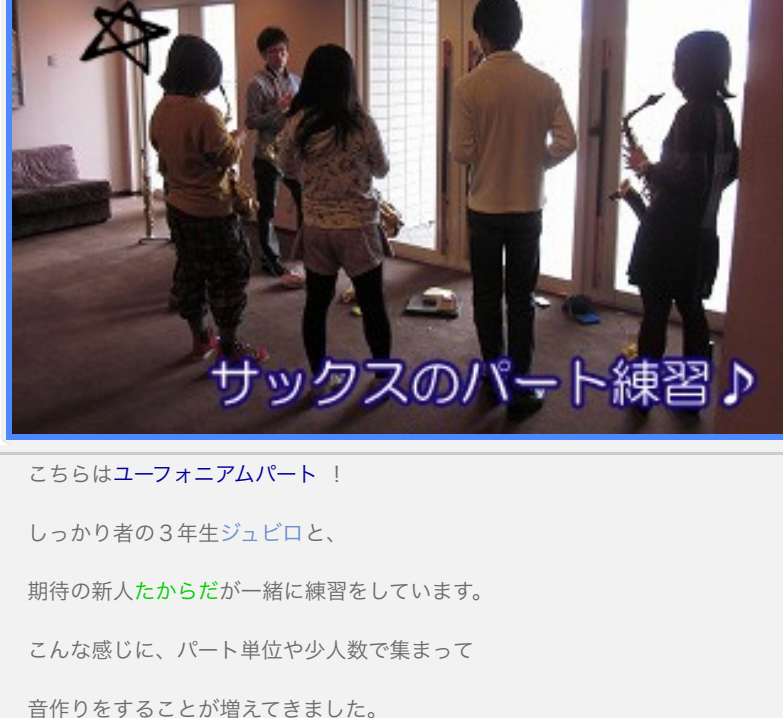 サックスのパート練習♪
こちらはユーフォニアムパート ！
しっかり者の３年生ジュビロと、
期待の新人たからだが一緒に練習をしています。
こんな感じに、パート単位や少人数で集まって
音作りをすることが増えてきました。